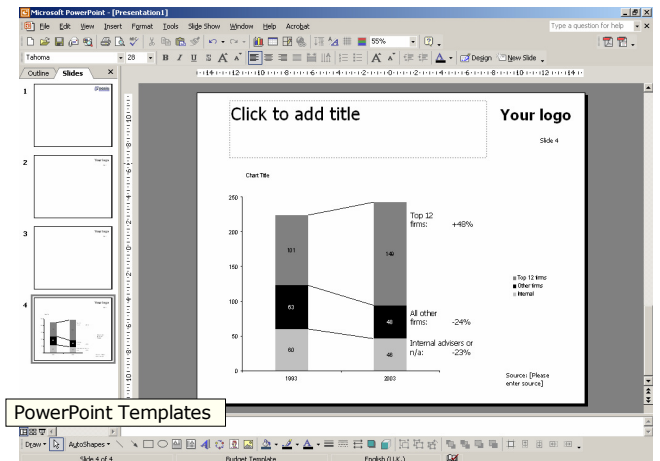 Microsoft PowerPoint - [Presentation1]
File Edit View Insert Format Tools Slide Show Window Help Acrobat
Type a question for help
55%
Tahoma
28
B I U S
Design
New Slide
Outline
Slides
1
2
3
4
Click to add title
Your logo
Slide 4
Chart Title
250
200
150
100
50
0
101
63
60
149
48
46
1993
2003
Top 12
firms: +48%
All other
firms: -24%
Internal advisers or
n/a: -23%
Top 12 firms
Other firms
Internal
Source: [Please
enter source]
PowerPoint Templates
Draw
AutoShapes
Slide 4 of 4
Budget Template
English (U.K.)